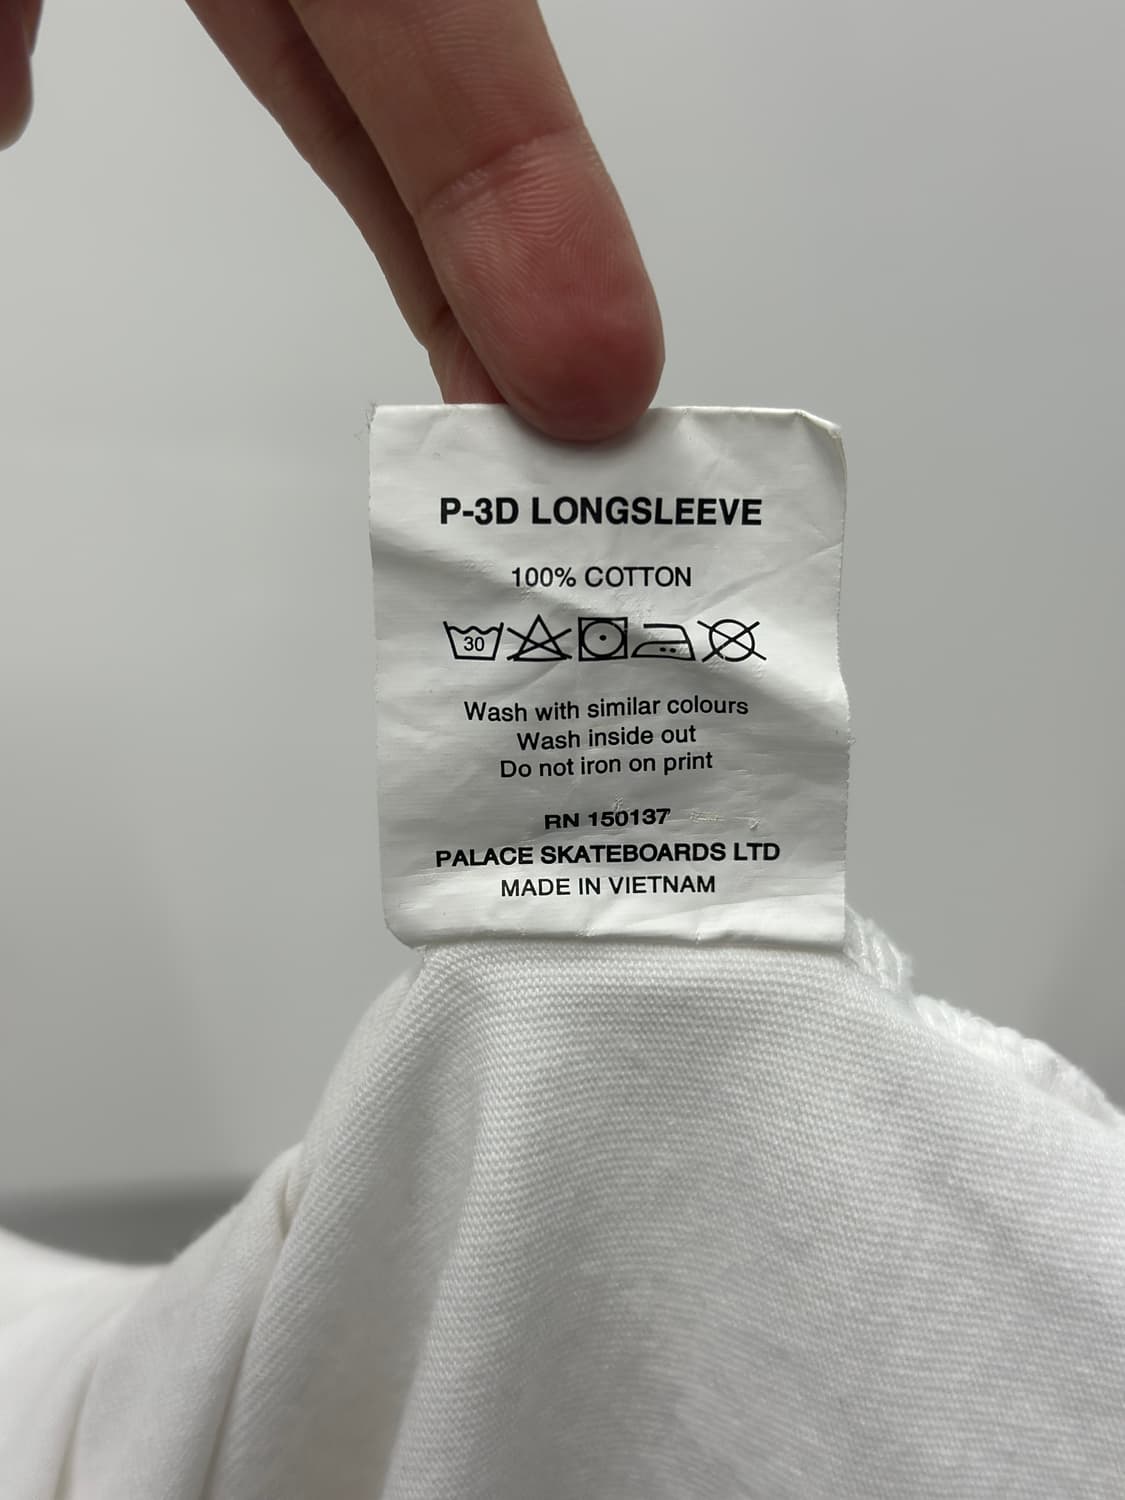 P-3D LONGSLEEVE
100% COTTON
30
Wash with similar colours
Wash inside out
Do not iron on print
RN 150137
PALACE SKATEBOARDS LTD
MADE IN VIETNAM